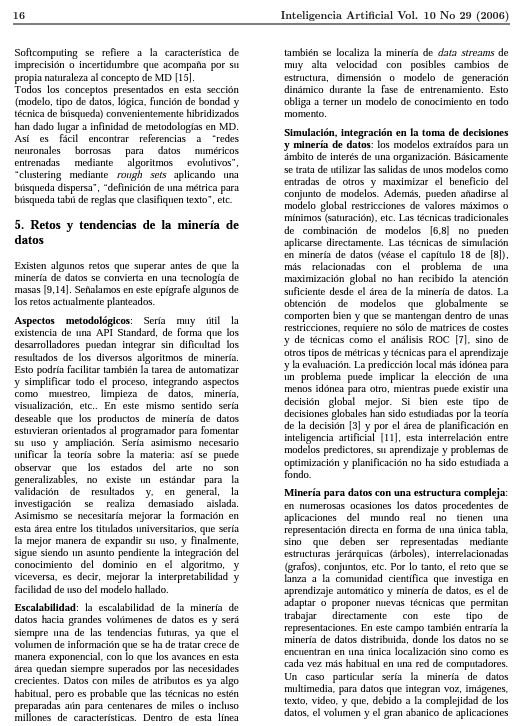 16
Inteligencia Artificial Vol. 10 No 29 (2006)
Softcomputing se refiere a la característica de
imprecisión o incertidumbre que acompaña por su
propia naturaleza al concepto de MD [15].
Todos los conceptos presentados en esta sección
(modelo, tipo de datos, lógica, función de bondad y
técnica de búsqueda) convenientemente hibridizados
han dado lugar a infinidad de metodologías en MD.
Así es fácil encontrar referencias a “redes
neuronales borrosas para datos numéricos
entrenadas mediante algoritmos evolutivos”,
“clustering mediante rough sets aplicando una
búsqueda dispersa”, “definición de una métrica para
búsqueda tabú de reglas que clasifiquen texto”, etc.
5. Retos y tendencias de la minería de
datos
Existen algunos retos que superar antes de que la
minería de datos se convierta en una tecnología de
masas [9,14]. Señalamos en este epígrafe algunos de
los retos actualmente planteados.
Aspectos metodológicos: Sería muy útil la
existencia de una API Standard, de forma que los
desarrolladores puedan integrar sin dificultad los
resultados de los diversos algoritmos de minería.
Esto podría facilitar también la tarea de automatizar
y simplificar todo el proceso, integrando aspectos
como muestreo, limpieza de datos, minería,
visualización, etc.. En este mismo sentido sería
deseable que los productos de minería de datos
estuvieran orientados al programador para fomentar
su uso y ampliación. Sería asimismo necesario
unificar la teoría sobre la materia: así se puede
observar que los estados del arte no son
generalizables, no existe un estándar para la
validación de resultados y, en general, la
investigación se realiza demasiado aislada.
Asimismo se necesitaría mejorar la formación en
esta área entre los titulados universitarios, que sería
la mejor manera de expandir su uso, y finalmente,
sigue siendo un asunto pendiente la integración del
conocimiento del dominio en el algoritmo, y
viceversa, es decir, mejorar la interpretabilidad y
facilidad de uso del modelo hallado.
Escalabilidad: la escalabilidad de la minería de
datos hacia grandes volúmenes de datos es y será
siempre una de las tendencias futuras, ya que el
volumen de información que se ha de tratar crece de
manera exponencial, con lo que los avances en esta
área quedan siempre superados por las necesidades
crecientes. Datos con miles de atributos es ya algo
habitual, pero es probable que las técnicas no estén
preparadas aún para centenares de miles o incluso
millones de características. Dentro de esta línea
también se localiza la minería de data streams de
muy alta velocidad con posibles cambios de
estructura, dimensión o modelo de generación
dinámico durante la fase de entrenamiento. Esto
obliga a terner un modelo de conocimiento en todo
momento.
Simulación, integración en la toma de decisiones
y minería de datos: los modelos extraídos para un
ámbito de interés de una organización. Básicamente
se trata de utilizar las salidas de unos modelos como
entradas de otros y maximizar el beneficio del
conjunto de modelos. Además, pueden añadirse al
modelo global restricciones de valores máximos o
mínimos (saturación), etc. Las técnicas tradicionales
de combinación de modelos [6,8] no pueden
aplicarse directamente. Las técnicas de simulación
en minería de datos (véase el capítulo 18 de [8]),
más relacionadas con el problema de una
maximización global no han recibido la atención
suficiente desde el área de la minería de datos. La
obtención de modelos que globalmente se
comporten bien y que se mantengan dentro de unas
restricciones, requiere no sólo de matrices de costes
y de técnicas como el análisis ROC [7], sino de
otros tipos de métricas y técnicas para el aprendizaje
y la evaluación. La predicción local más idónea para
un problema puede implicar la elección de una
menos idónea para otro, mientras puede existir una
decisión global mejor. Si bien este tipo de
decisiones globales han sido estudiadas por la teoría
de la decisión [3] y por el área de planificación en
inteligencia artificial [11], esta interrelación entre
modelos predictores, su aprendizaje y problemas de
optimización y planificación no ha sido estudiada a
fondo.
Minería para datos con una estructura compleja:
en numerosas ocasiones los datos procedentes de
aplicaciones del mundo real no tienen una
representación directa en forma de una única tabla,
sino que deben ser representadas mediante
estructuras jerárquicas (árboles), interrelacionadas
(grafos), conjuntos, etc. Por lo tanto, el reto que se
lanza a la comunidad científica que investiga en
aprendizaje automático y minería de datos, es el de
adaptar o proponer nuevas técnicas que permitan
trabajar directamente con este tipo de
representaciones. En este campo también entraría la
minería de datos distribuida, donde los datos no se
encuentran en una única localización sino como es
cada vez más habitual en una red de computadores.
Un caso particular sería la minería de datos
multimedia, para datos que integran voz, imágenes,
texto, video, y que, debido a la complejidad de los
datos, el volumen y el gran abanico de aplicaciones